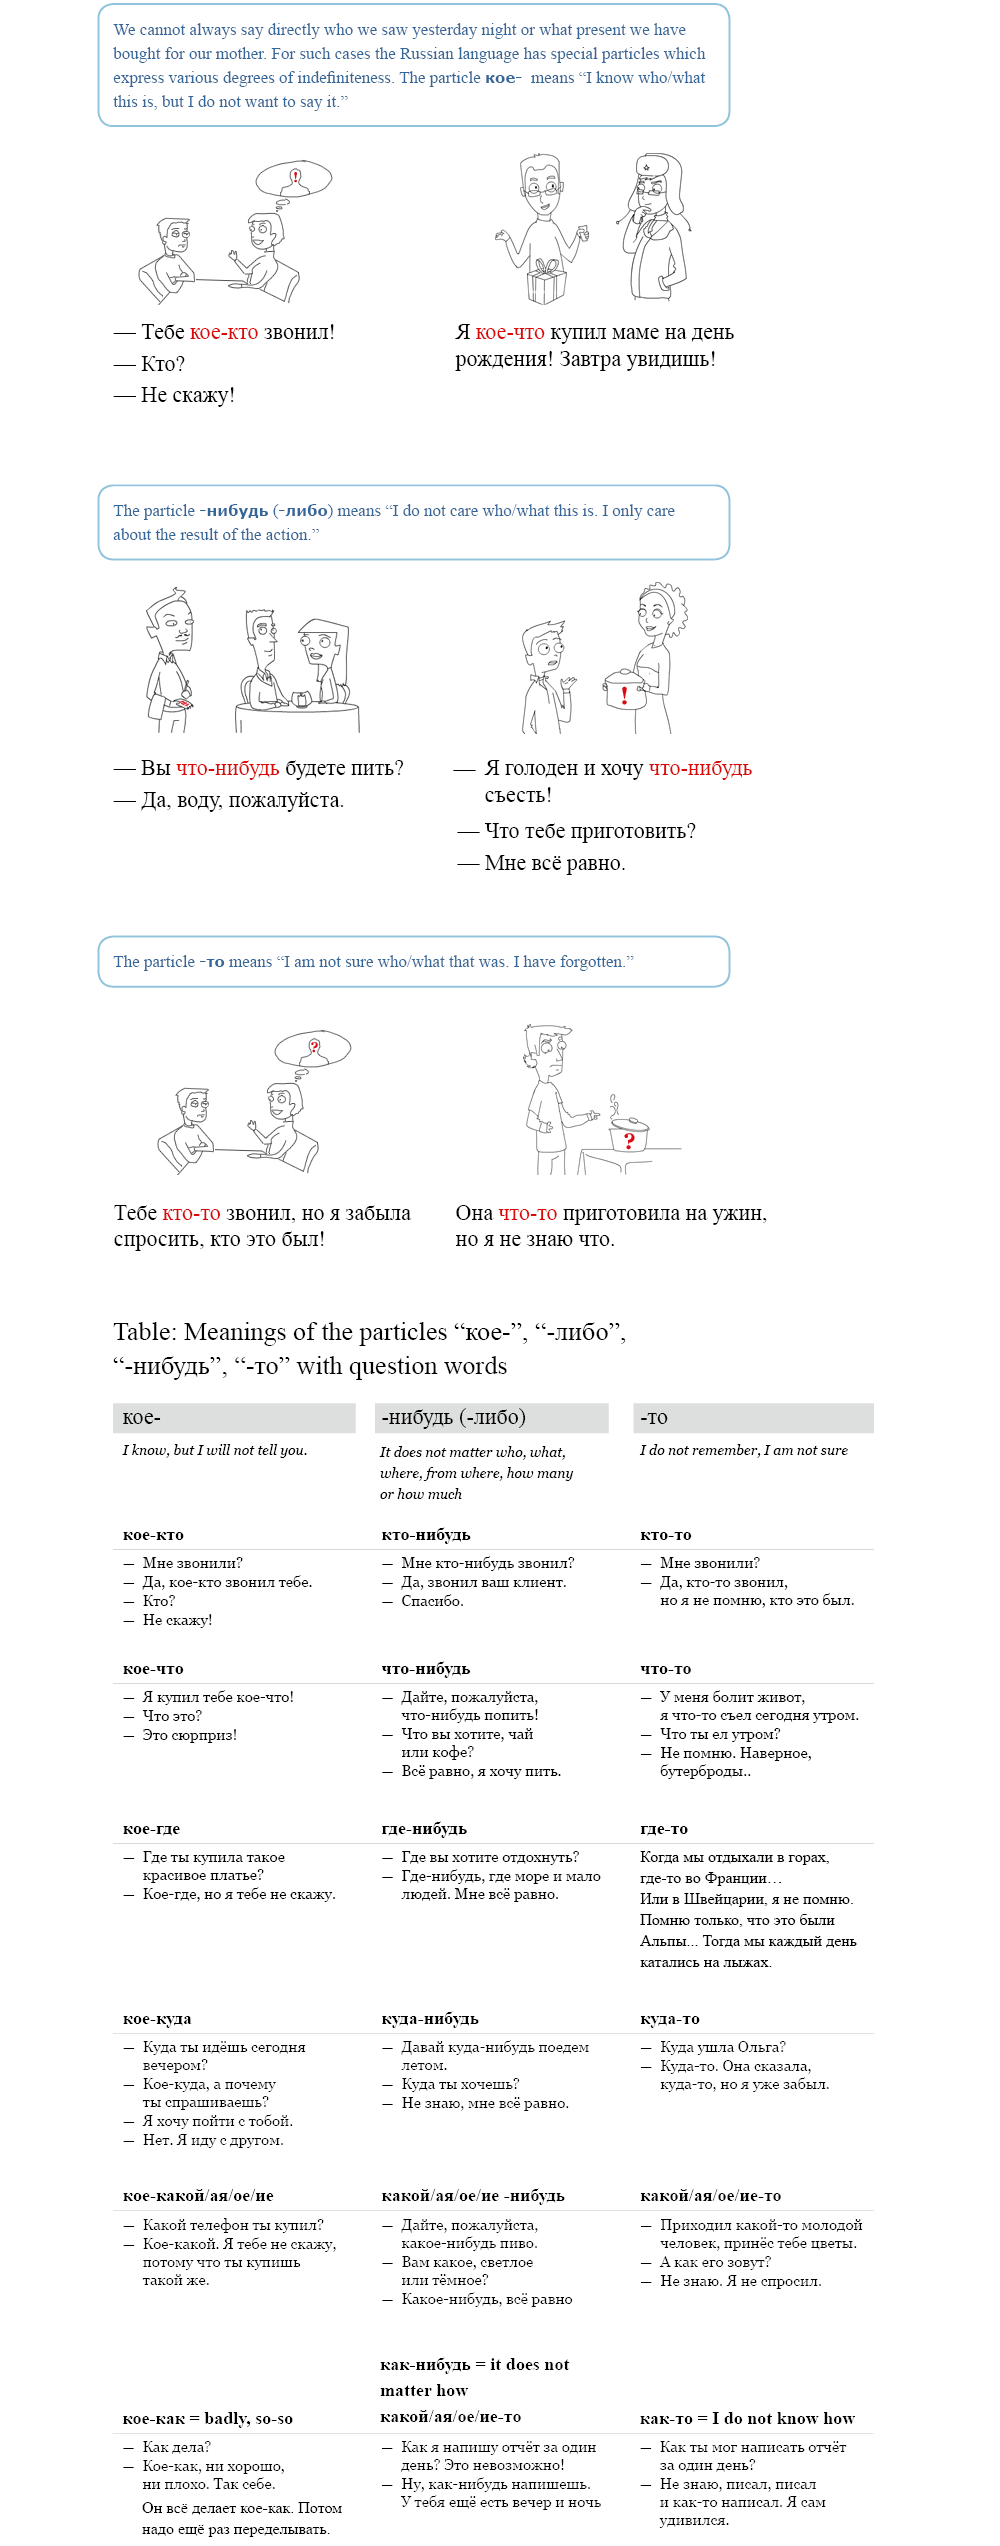 We cannot always say directly who we saw yesterday night or what present we have
bought for our mother. For such cases the Russian language has special particles which
express various degrees of indefiniteness. The particle кое- means “I know who/what
this is, but I do not want to say it.”
!
— Тебе кое-кто звонил!
— Кто?
— Не скажу!
Я кое-что купил маме на день
рождения! Завтра увидишь!
The particle -нибудь (-либо) means “I do not care who/what this is. I only care
about the result of the action.”
!
— Вы что-нибудь будете пить?
— Да, воду, пожалуйста.
— Я голоден и хочу что-нибудь
съесть!
— Что тебе приготовить?
— Мне всё равно.
The particle -то means “I am not sure who/what that was. I have forgotten.”
?
?
Тебе кто-то звонил, но я забыла
спросить, кто это был!
Она что-то приготовила на ужин,
но я не знаю что.
Table: Meanings of the particles “кое-”, “-либо”,
“-нибудь”, “-то” with question words
кое-
-нибудь (-либо)
-то
I know, but I will not tell you.
It does not matter who, what,
where, from where, how many
or how much
I do not remember, I am not sure
кое-кто
кто-нибудь
кто-то
— Мне звонили?
— Да, кое-кто звонил тебе.
— Кто?
— Не скажу!
— Мне кто-нибудь звонил?
— Да, звонил ваш клиент.
— Спасибо.
— Мне звонили?
— Да, кто-то звонил,
но я не помню, кто это был.
кое-что
что-нибудь
что-то
— Я купил тебе кое-что!
— Что это?
— Это сюрприз!
— Дайте, пожалуйста,
что-нибудь попить!
— Что вы хотите, чай
или кофе?
— Всё равно, я хочу пить.
— У меня болит живот,
я что-то съел сегодня утром.
— Что ты ел утром?
— Не помню. Наверное,
бутерброды..
кое-где
где-нибудь
где-то
— Где ты купила такое
красивое платье?
— Кое-где, но я тебе не скажу.
— Где вы хотите отдохнуть?
— Где-нибудь, где море и мало
людей. Мне всё равно.
Когда мы отдыхали в горах,
где-то во Франции…
Или в Швейцарии, я не помню.
Помню только, что это были
Альпы... Тогда мы каждый день
катались на лыжах.
кое-куда
куда-нибудь
куда-то
— Куда ты идёшь сегодня
вечером?
— Кое-куда, а почему
ты спрашиваешь?
— Я хочу пойти с тобой.
— Нет. Я иду с другом.
— Давай куда-нибудь поедем
летом.
— Куда ты хочешь?
— Не знаю, мне всё равно.
— Куда ушла Ольга?
— Куда-то. Она сказала,
куда-то, но я уже забыл.
кое-какой/ая/ое/ие
какой/ая/ое/ие -нибудь
какой/ая/ое/ие-то
— Какой телефон ты купил?
— Кое-какой. Я тебе не скажу,
потому что ты купишь
такой же.
— Дайте, пожалуйста,
какое-нибудь пиво.
— Вам какое, светлое
или тёмное?
— Какое-нибудь, всё равно
— Приходил какой-то молодой
человек, принёс тебе цветы.
— А как его зовут?
— Не знаю. Я не спросил.
кое-как = badly, so-so
как-нибудь = it does not
matter how
какой/ая/ое/ие-то
как-то = I do not know how
— Как дела?
— Кое-как, ни хорошо,
ни плохо. Так себе.
Он всё делает кое-как. Потом
надо ещё раз переделывать.
— Как я напишу отчёт за один
день? Это невозможно!
— Ну, как-нибудь напишешь.
У тебя ещё есть вечер и ночь
— Как ты мог написать отчёт
за один день?
— Не знаю, писал, писал
и как-то написал. Я сам
удивился.